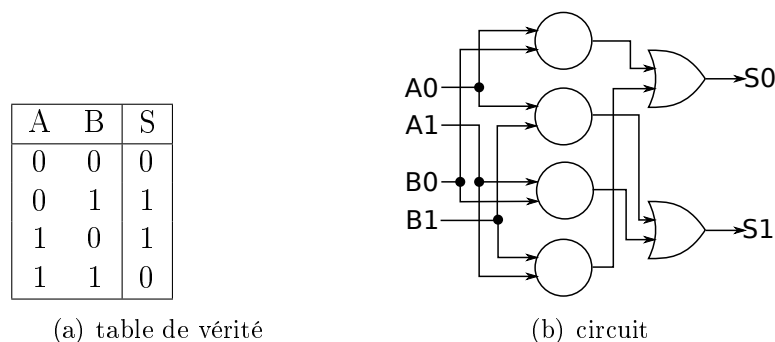 A B S
0 0 0
0 1 1
1 0 1
1 1 0
(a) table de vérité
A0
A1
B0
B1
S0
S1
(b) circuit